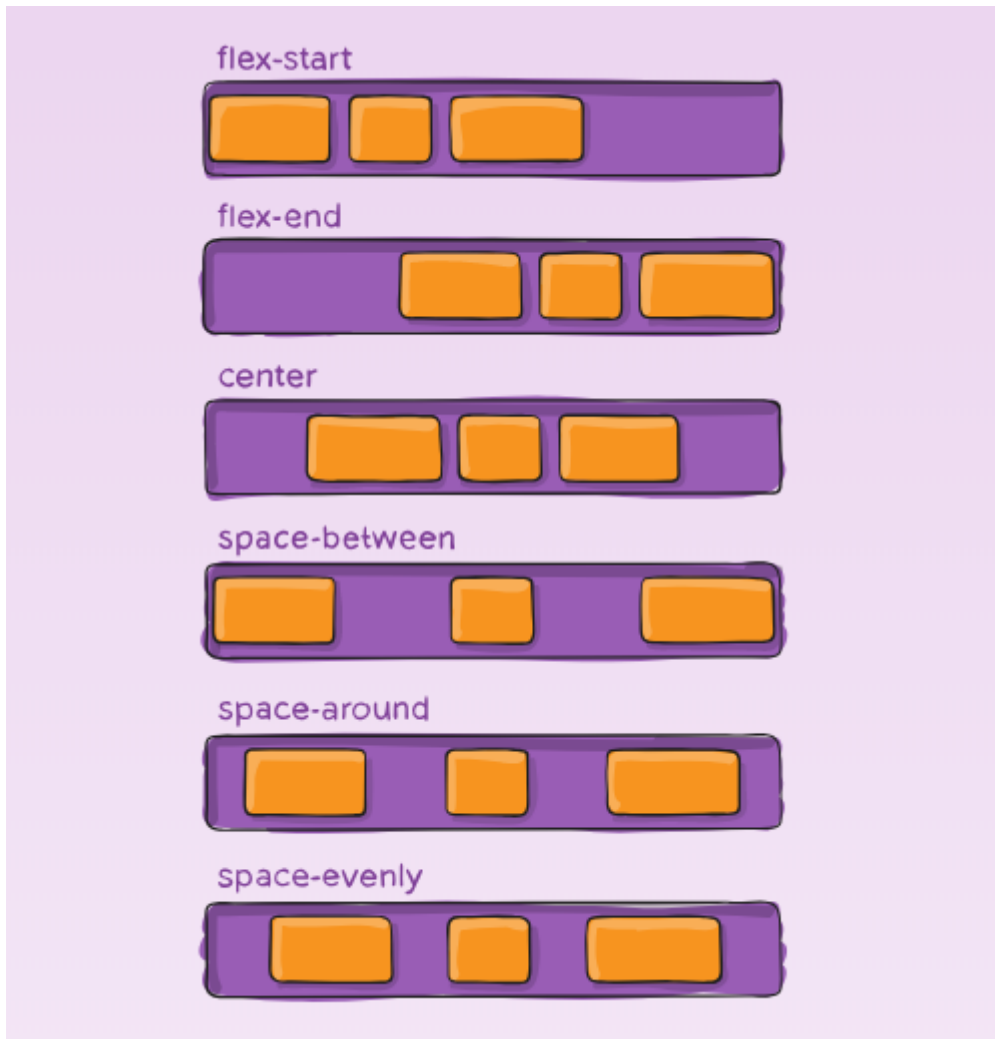 flex-start
flex-end
center
space-between
space-around
space-evenly